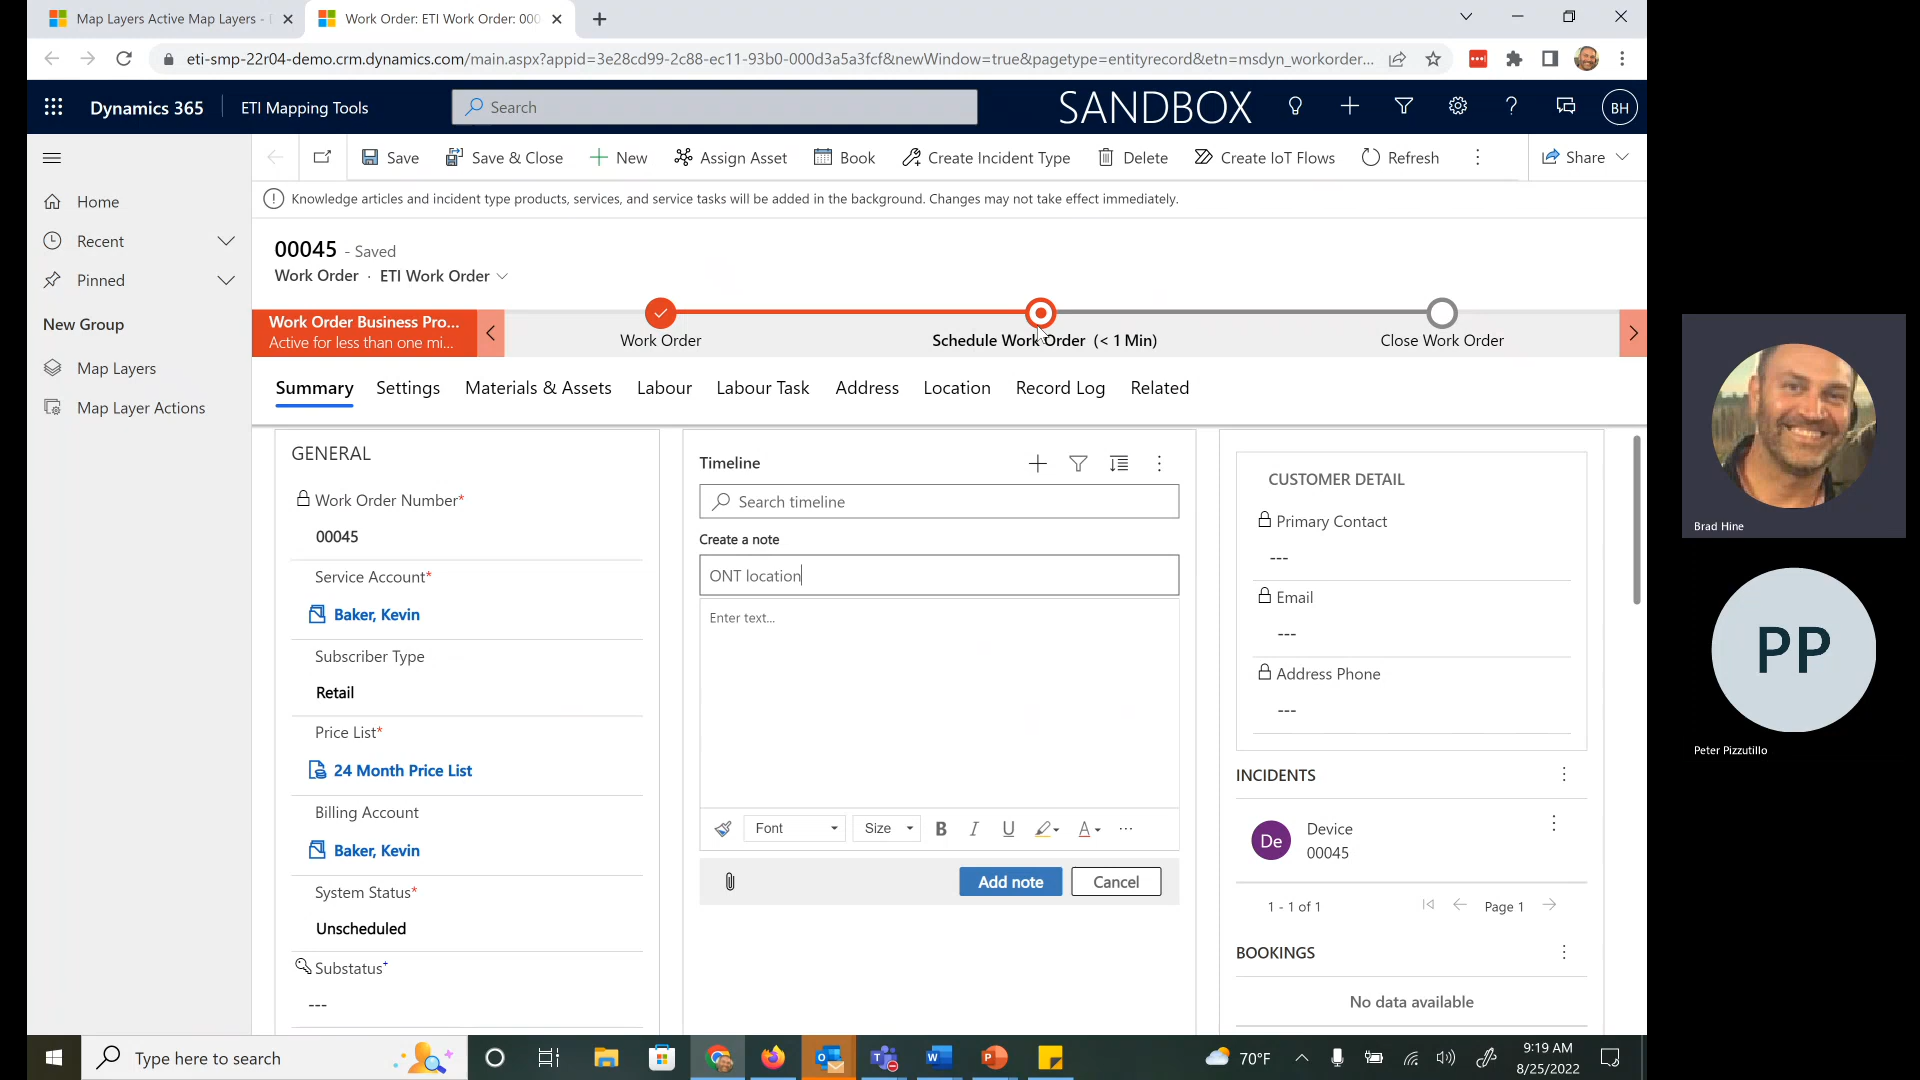 Map Layers Active Map Layers -
Work Order: ETI Work Order: 000
eti-smp-22r04-demo.crm.dynamics.com/main.aspx?appid=3e28cd99-2c88-ec11-93b0-000d3a5a3fcf&newWindow=true&pagetype=entityrecord&etn=msdyn_workorder...
Dynamics 365
ETI Mapping Tools
Search
SANDBOX
BH
Save
Save & Close
New
Assign Asset
Book
Create Incident Type
Delete
Create IoT Flows
Refresh
Share
Knowledge articles and incident type products, services, and service tasks will be added in the background. Changes may not take effect immediately.
Home
Recent
Pinned
New Group
Map Layers
Map Layer Actions
00045 - Saved
Work Order · ETI Work Order
Work Order Business Pro...
Active for less than one mi...
Work Order
Schedule Work Order (< 1 Min)
Close Work Order
Summary
Settings
Materials & Assets
Labour
Labour Task
Address
Location
Record Log
Related
GENERAL
Work Order Number*
00045
Service Account*
Baker, Kevin
Subscriber Type
Retail
Price List*
24 Month Price List
Billing Account
Baker, Kevin
System Status*
Unscheduled
Substatus+
---
Timeline
Search timeline
Create a note
ONT location
Enter text...
Font
Size
B
I
U
A
Add note
Cancel
CUSTOMER DETAIL
Primary Contact
---
Email
---
Address Phone
---
INCIDENTS
De
Device
00045
1 - 1 of 1
Page 1
BOOKINGS
No data available
Brad Hine
PP
Peter Pizzutillo
Type here to search
70°F
9:19 AM
8/25/2022